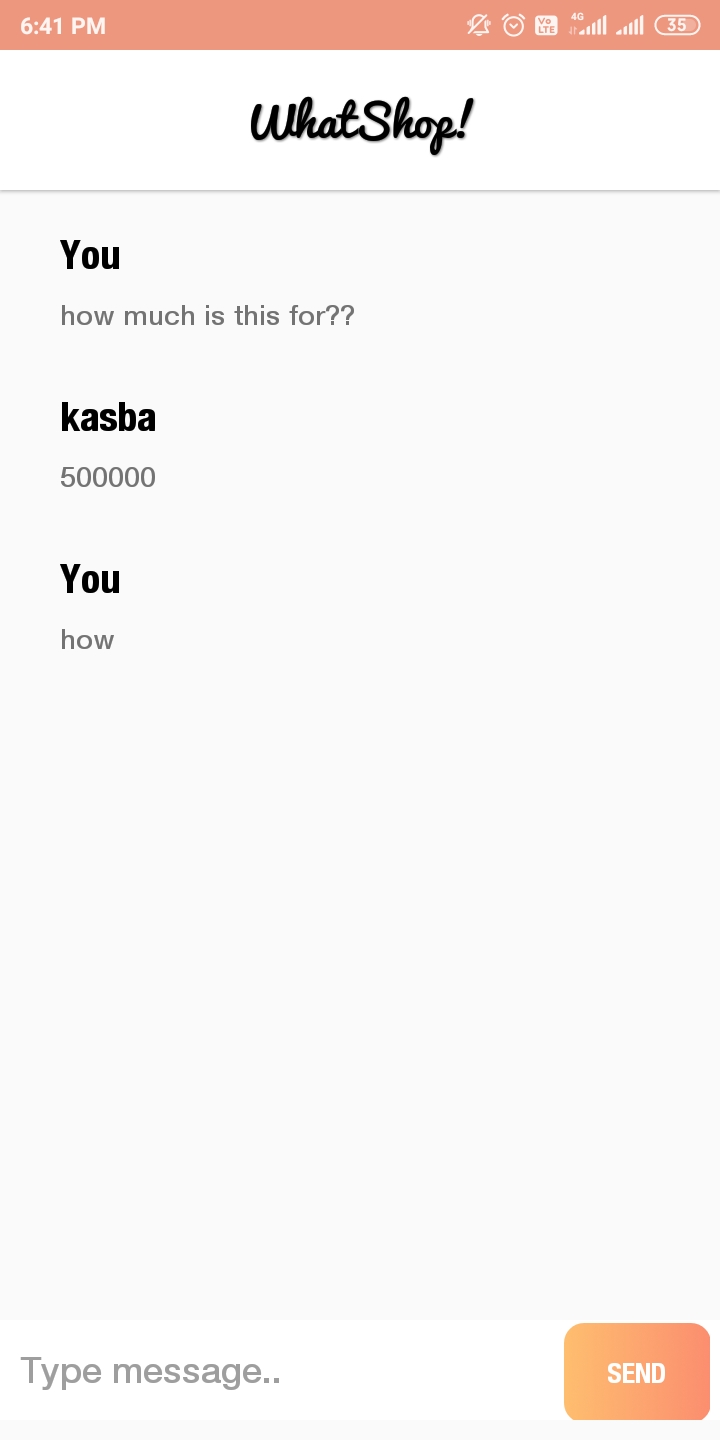 6:41 PM
Vo
LTE
4G
35
WhatShop!
You
how much is this for??
kasba
500000
You
how
Type message..
SEND